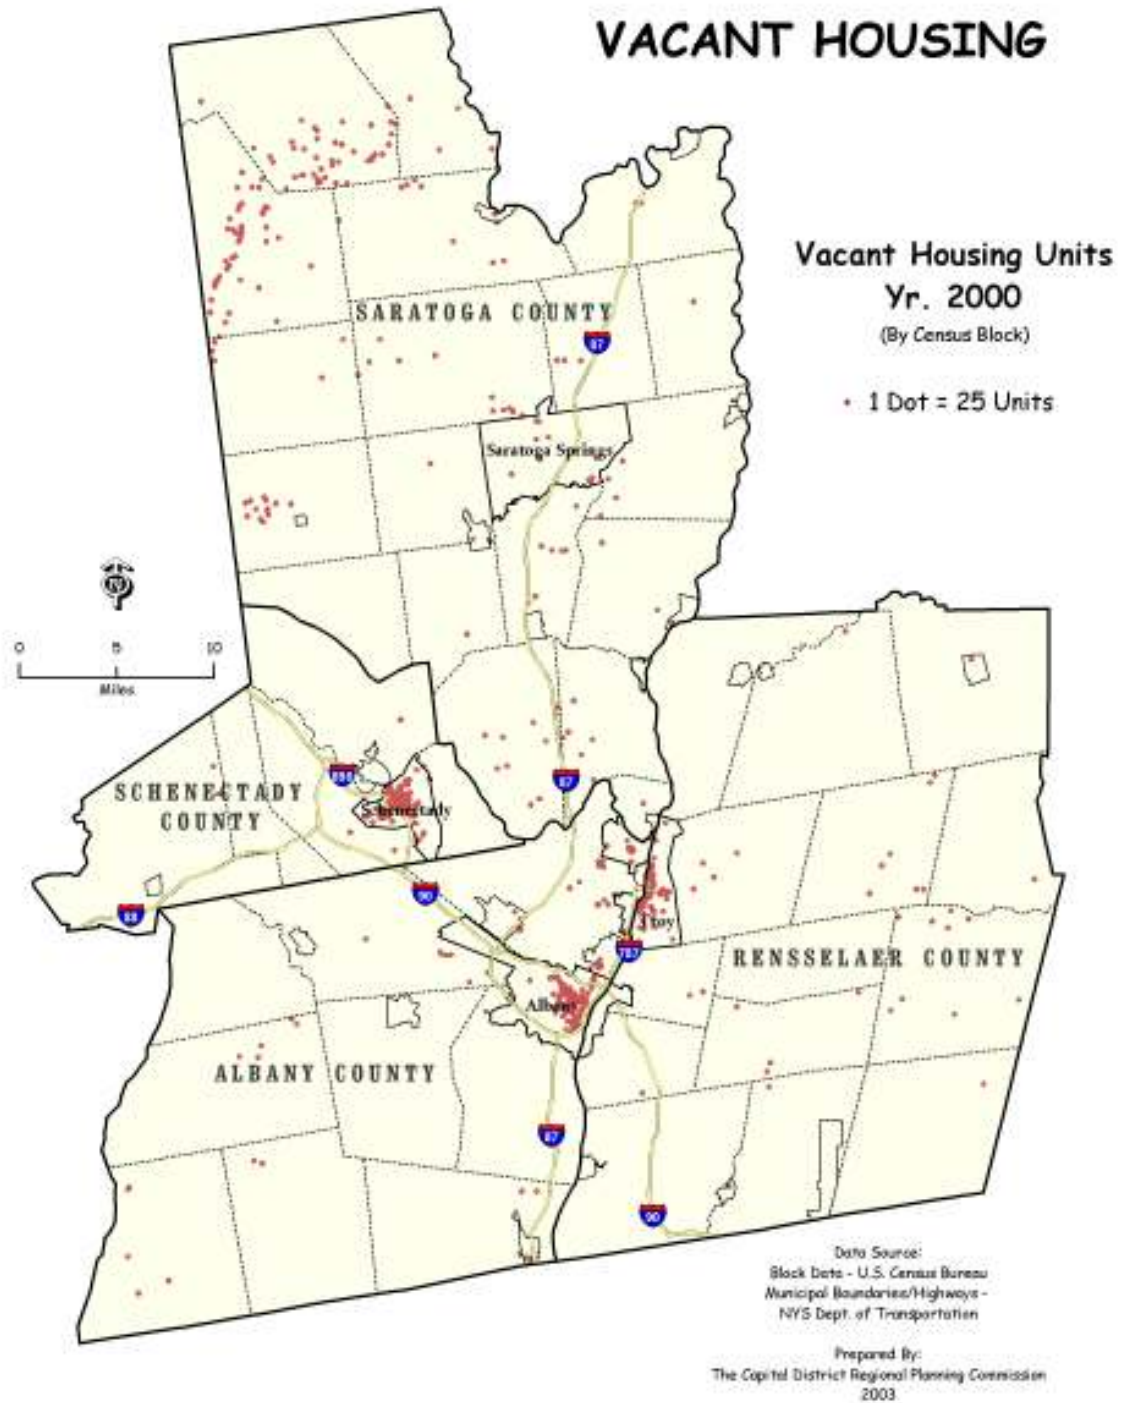 VACANT HOUSING
Vacant Housing Units
Yr. 2000
(By Census Block)
1 Dot = 25 Units
SARATOGA COUNTY
87
Saratoga Springs
N
0 5 10
Miles
890
87
SCHENECTADY
COUNTY
Schenectady
88
90
Troy
787
RENSSELAER COUNTY
Albany
ALBANY COUNTY
87
90
Data Source:
Block Data - U.S. Census Bureau
Municipal Boundaries/Highways -
NYS Dept. of Transportation
Prepared By:
The Capital District Regional Planning Commission
2003